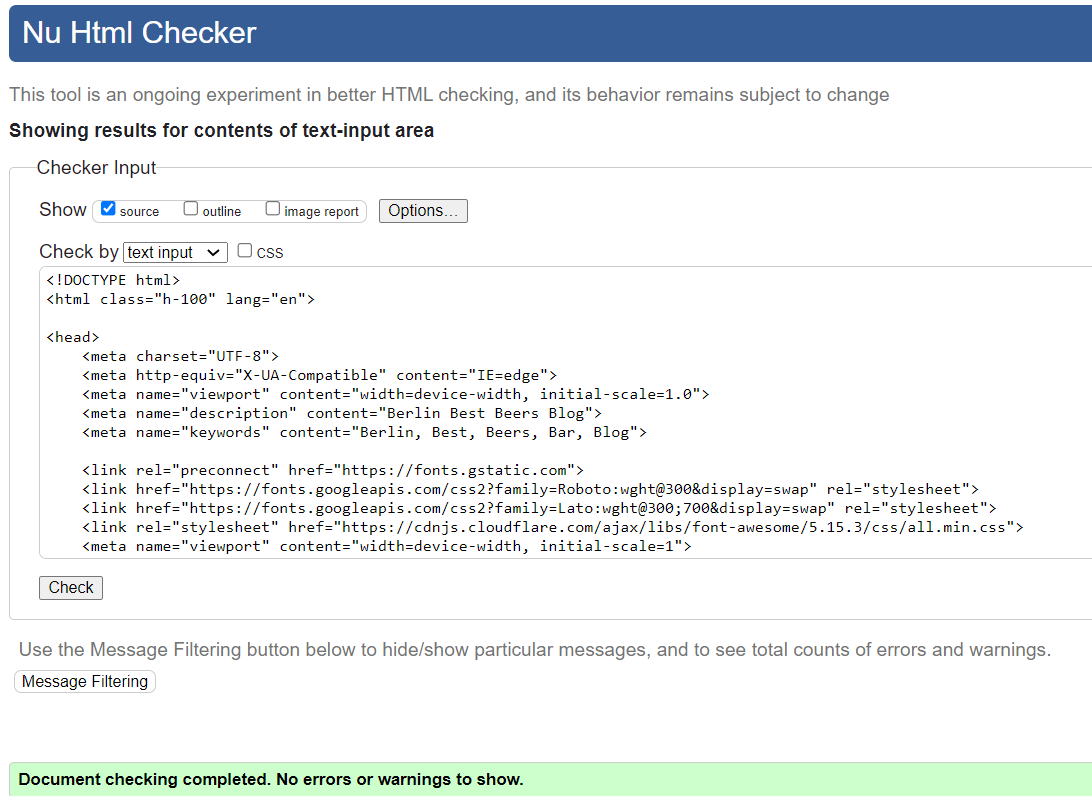 Nu Html Checker
This tool is an ongoing experiment in better HTML checking, and its behavior remains subject to change
Showing results for contents of text-input area
Checker Input
Show source outline image report Options...
Check by text input CSS
<!DOCTYPE html>
<html class="h-100" lang="en">
<head>
<meta charset="UTF-8">
<meta http-equiv="X-UA-Compatible" content="IE=edge">
<meta name="viewport" content="width=device-width, initial-scale=1.0">
<meta name="description" content="Berlin Best Beers Blog">
<meta name="keywords" content="Berlin, Best, Beers, Bar, Blog">
<link rel="preconnect" href="https://fonts.gstatic.com">
<link href="https://fonts.googleapis.com/css2?family=Roboto:wght@300&display=swap" rel="stylesheet">
<link href="https://fonts.googleapis.com/css2?family=Lato:wght@300;700&display=swap" rel="stylesheet">
<link rel="stylesheet" href="https://cdnjs.cloudflare.com/ajax/libs/font-awesome/5.15.3/css/all.min.css">
<meta name="viewport" content="width=device-width, initial-scale=1">
Check
Use the Message Filtering button below to hide/show particular messages, and to see total counts of errors and warnings.
Message Filtering
Document checking completed. No errors or warnings to show.